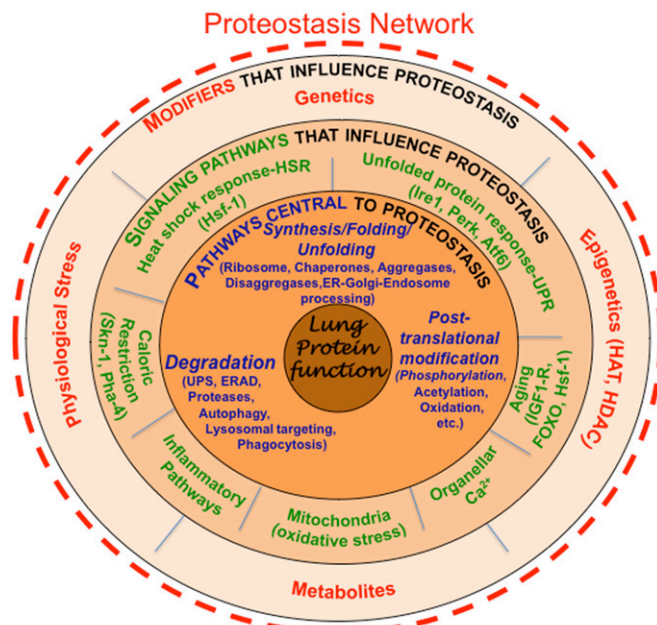 Proteostasis Network
MODIFIERS THAT INFLUENCE PROTEOSTASIS
Genetics
SIGNALING PATHWAYS THAT INFLUENCE PROTEOSTASIS
Heat shock response-HSR
(Hsf-1)
Unfolded protein response-UPR
(Ire1, Perk, Atf6)
PATHWAYS CENTRAL TO PROTEOSTASIS
Synthesis/Folding/
Unfolding
(Ribosome, Chaperones, Aggregases,
Disaggregases,ER-Golgi-Endosome
processing)
Physiological Stress
Epigenetics (HAT, HDAC)
Caloric
Restriction
(Skn-1, Pha-4)
Lung
Protein
function
Post-
translational
modification
(Phosphorylation,
Acetylation,
Oxidation,
etc.)
Degradation
(UPS, ERAD,
Proteases,
Autophagy,
Lysosomal targeting,
Phagocytosis)
Aging
(IGF1-R,
FOXO, Hsf-1)
Inflammatory
Pathways
Mitochondria
(oxidative stress)
Organellar
Ca²⁺
Metabolites